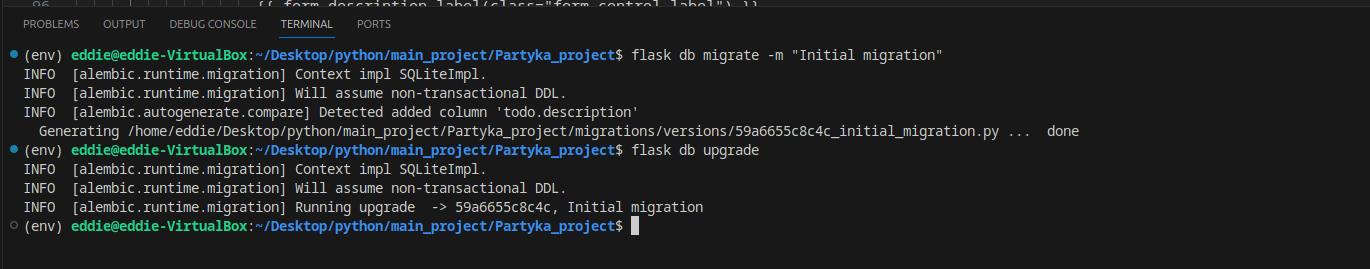 96 {{ form.description.label(class="form-control-label") }}
PROBLEMS OUTPUT DEBUG CONSOLE TERMINAL PORTS
(env) eddie@eddie-VirtualBox:~/Desktop/python/main_project/Partyka_project$ flask db migrate -m "Initial migration"
INFO  [alembic.runtime.migration] Context impl SQLiteImpl.
INFO  [alembic.runtime.migration] Will assume non-transactional DDL.
INFO  [alembic.autogenerate.compare] Detected added column 'todo.description'
  Generating /home/eddie/Desktop/python/main_project/Partyka_project/migrations/versions/59a6655c8c4c_initial_migration.py ...  done
(env) eddie@eddie-VirtualBox:~/Desktop/python/main_project/Partyka_project$ flask db upgrade
INFO  [alembic.runtime.migration] Context impl SQLiteImpl.
INFO  [alembic.runtime.migration] Will assume non-transactional DDL.
INFO  [alembic.runtime.migration] Running upgrade  -> 59a6655c8c4c, Initial migration
(env) eddie@eddie-VirtualBox:~/Desktop/python/main_project/Partyka_project$